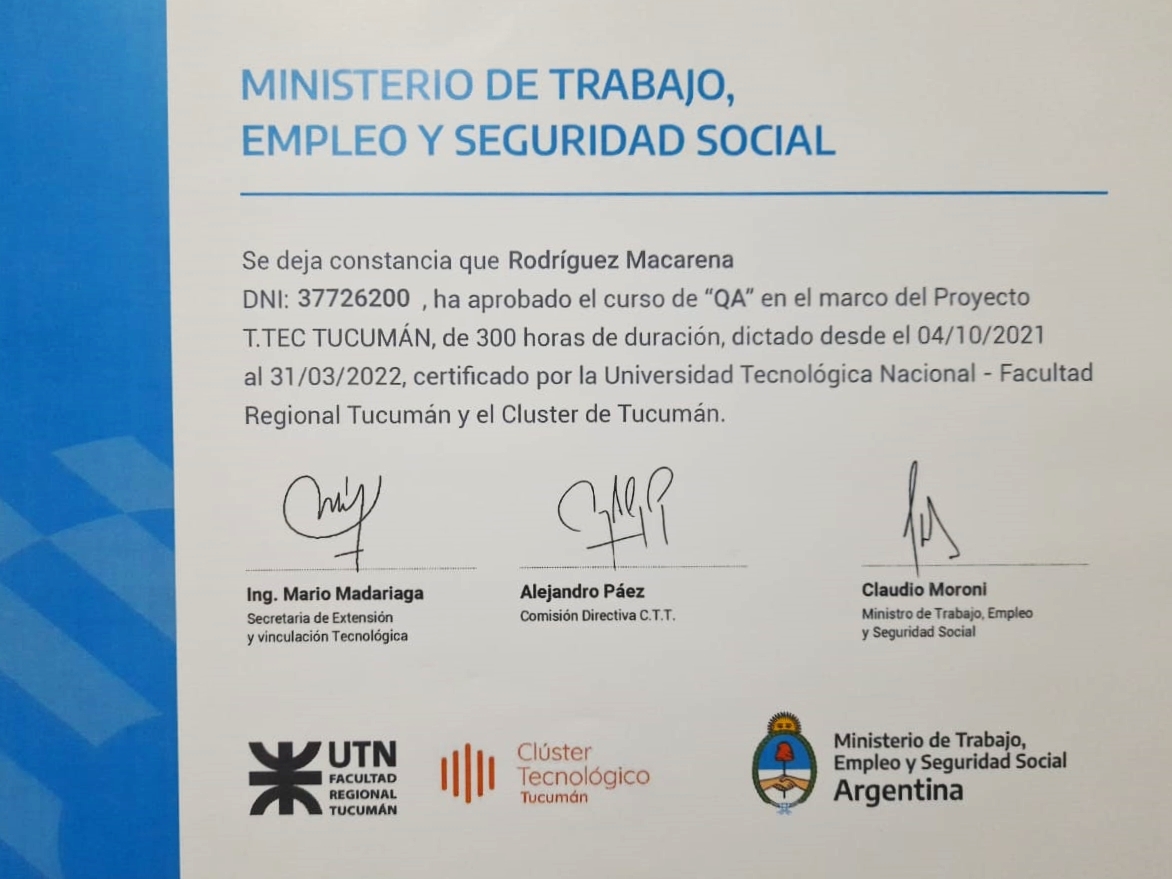 MINISTERIO DE TRABAJO,
EMPLEO Y SEGURIDAD SOCIAL
Se deja constancia que Rodríguez Macarena
DNI: 37726200 , ha aprobado el curso de “QA” en el marco del Proyecto
T.TEC TUCUMÁN, de 300 horas de duración, dictado desde el 04/10/2021
al 31/03/2022, certificado por la Universidad Tecnológica Nacional - Facultad
Regional Tucumán y el Cluster de Tucumán.
Ing. Mario Madariaga
Secretaria de Extensión
y vinculación Tecnológica
Alejandro Páez
Comisión Directiva C.T.T.
Claudio Moroni
Ministro de Trabajo, Empleo
y Seguridad Social
UTN
FACULTAD
REGIONAL
TUCUMÁN
Clúster
Tecnológico
Tucumán
Ministerio de Trabajo,
Empleo y Seguridad Social
Argentina